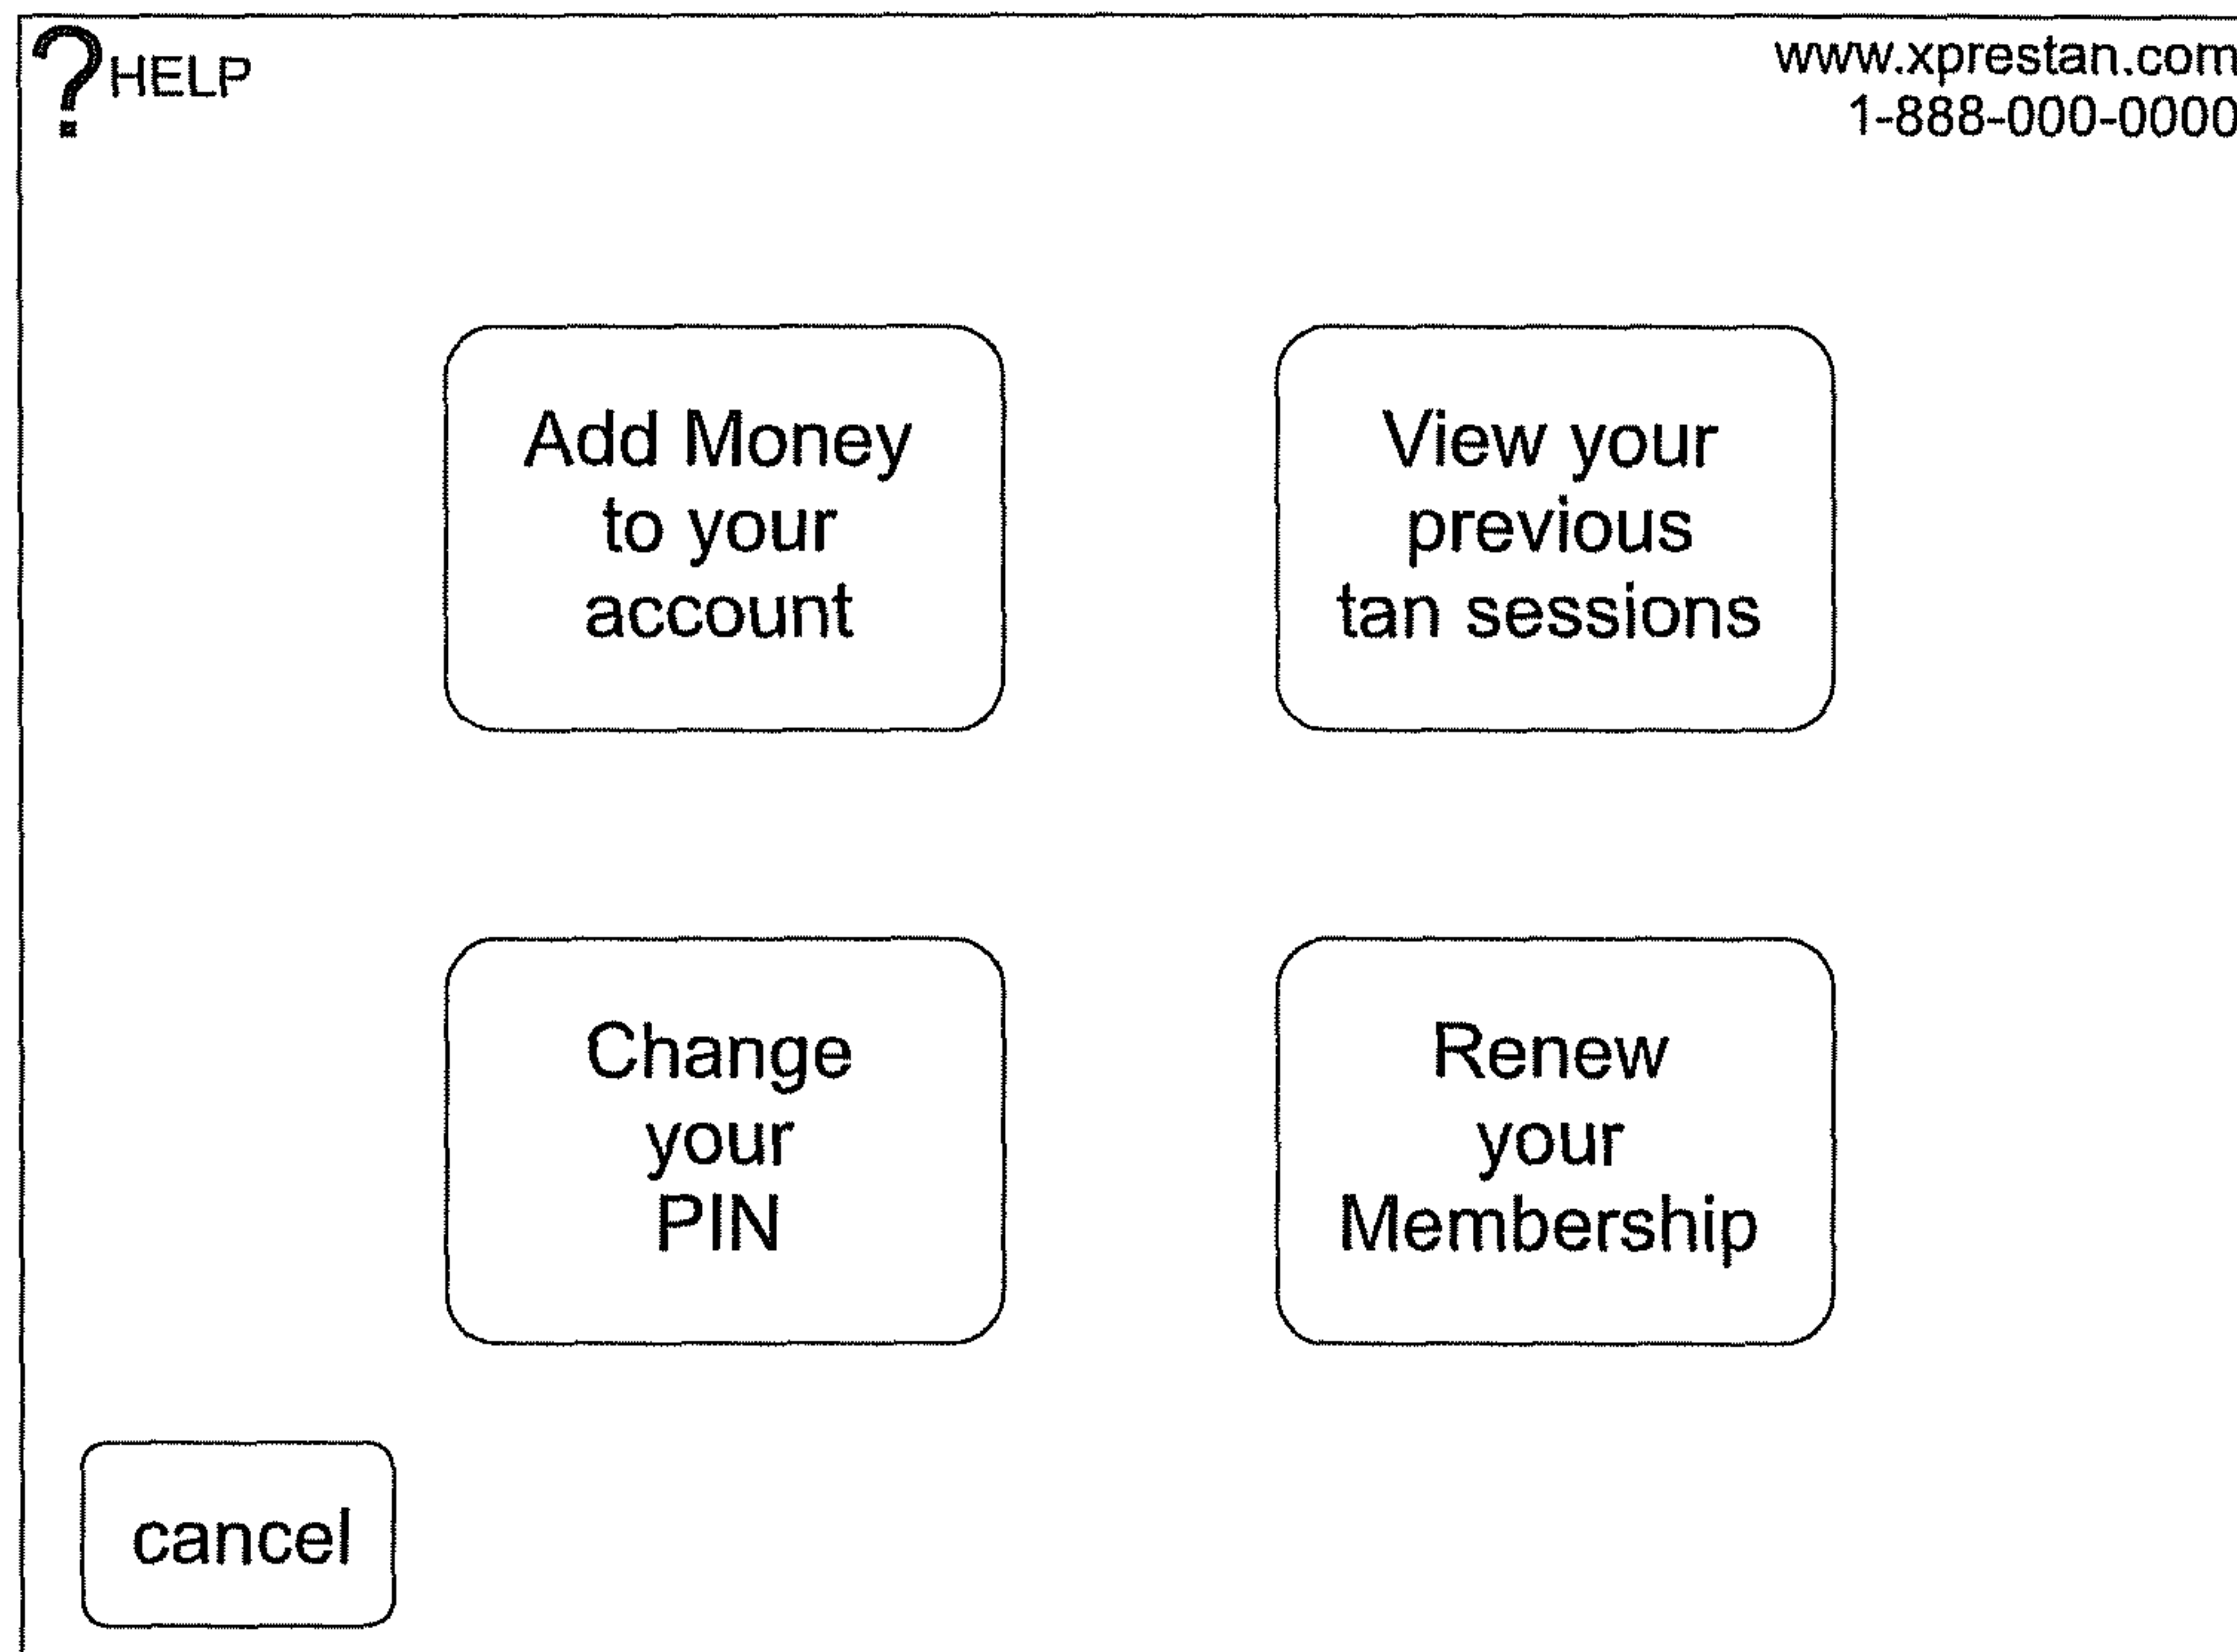 ?HELP
www.xprestan.com
1-888-000-0000
Add Money
to your
account
View your
previous
tan sessions
Change
your
PIN
Renew
your
Membership
cancel